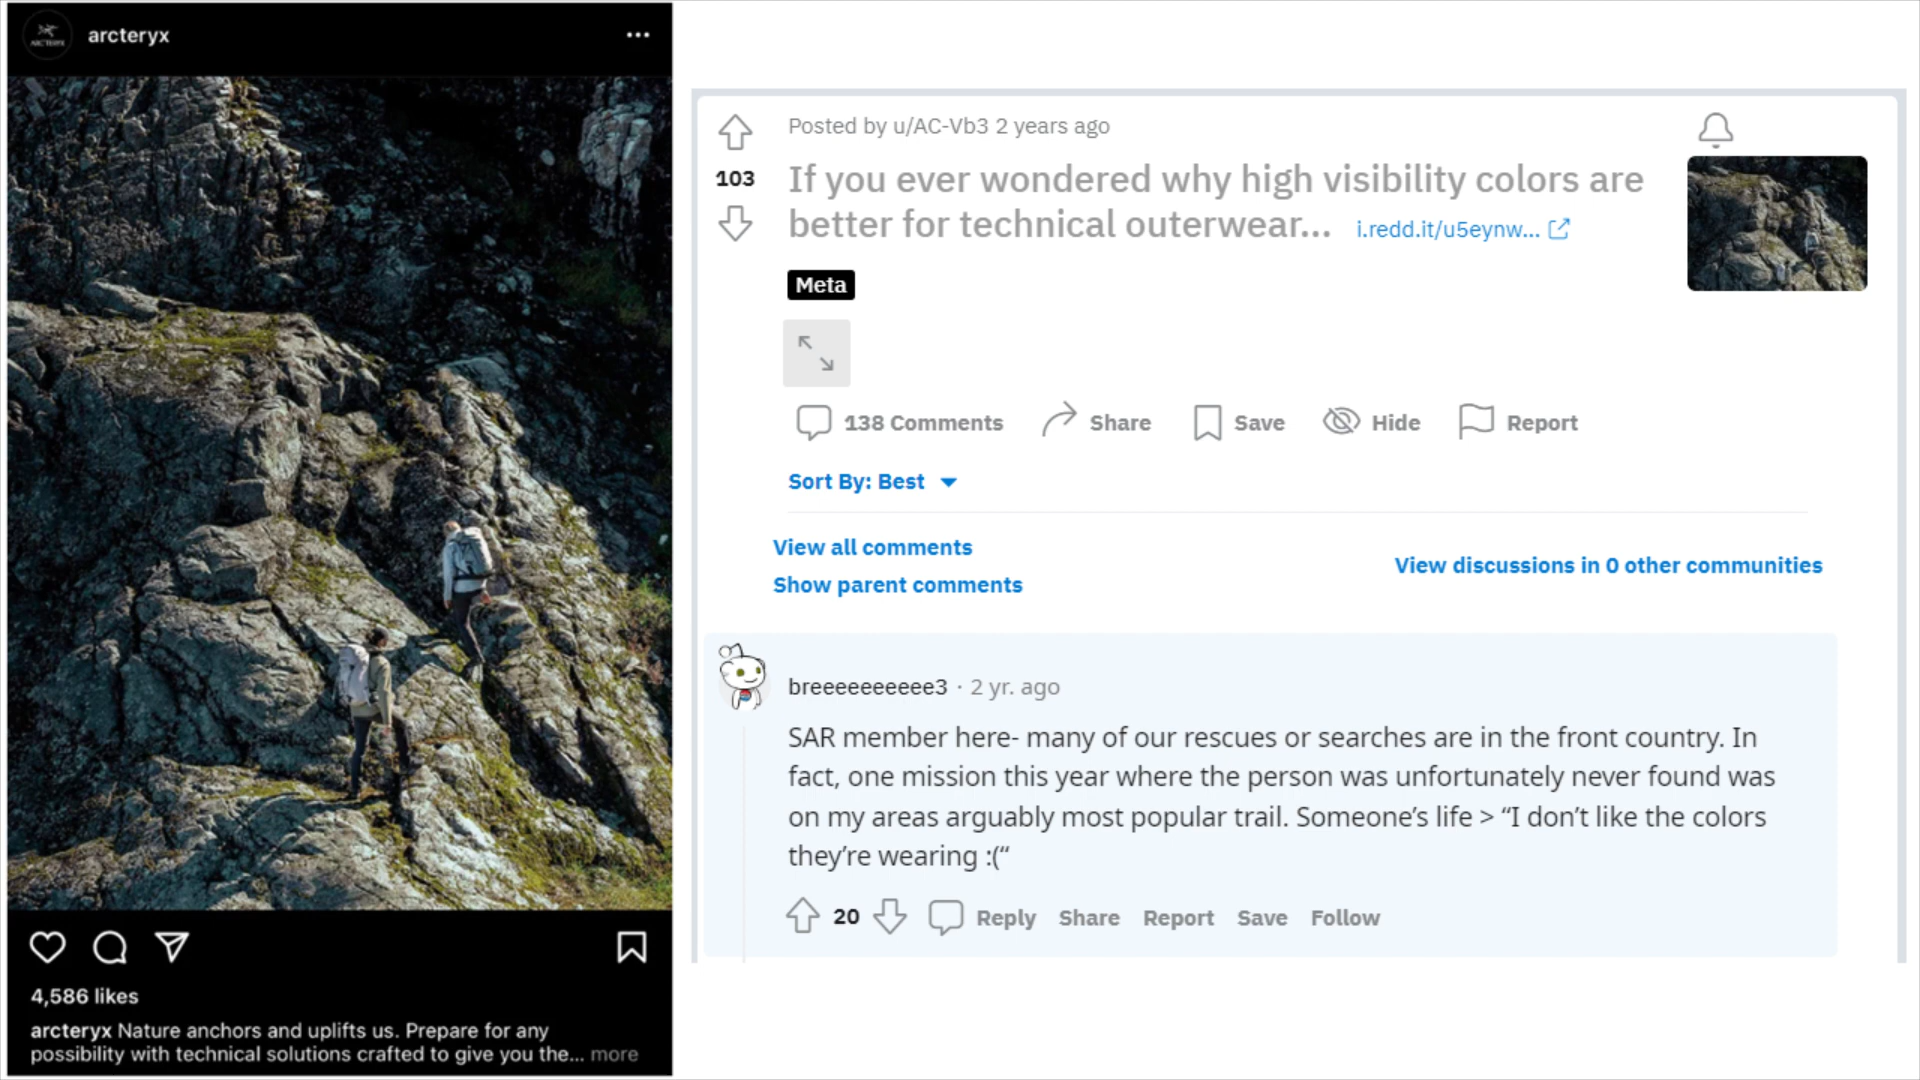 ARC'TERYX
arcteryx
4,586 likes
arcteryx Nature anchors and uplifts us. Prepare for any
possibility with technical solutions crafted to give you the... more
Posted by u/AC-Vb3 2 years ago
103
If you ever wondered why high visibility colors are
better for technical outerwear... i.redd.it/u5eynw...
Meta
138 Comments Share Save Hide Report
Sort By: Best
View all comments
Show parent comments
View discussions in 0 other communities
breeeeeeeeee3 · 2 yr. ago
SAR member here- many of our rescues or searches are in the front country. In
fact, one mission this year where the person was unfortunately never found was
on my areas arguably most popular trail. Someone’s life > “I don’t like the colors
they’re wearing :(“
20 Reply Share Report Save Follow